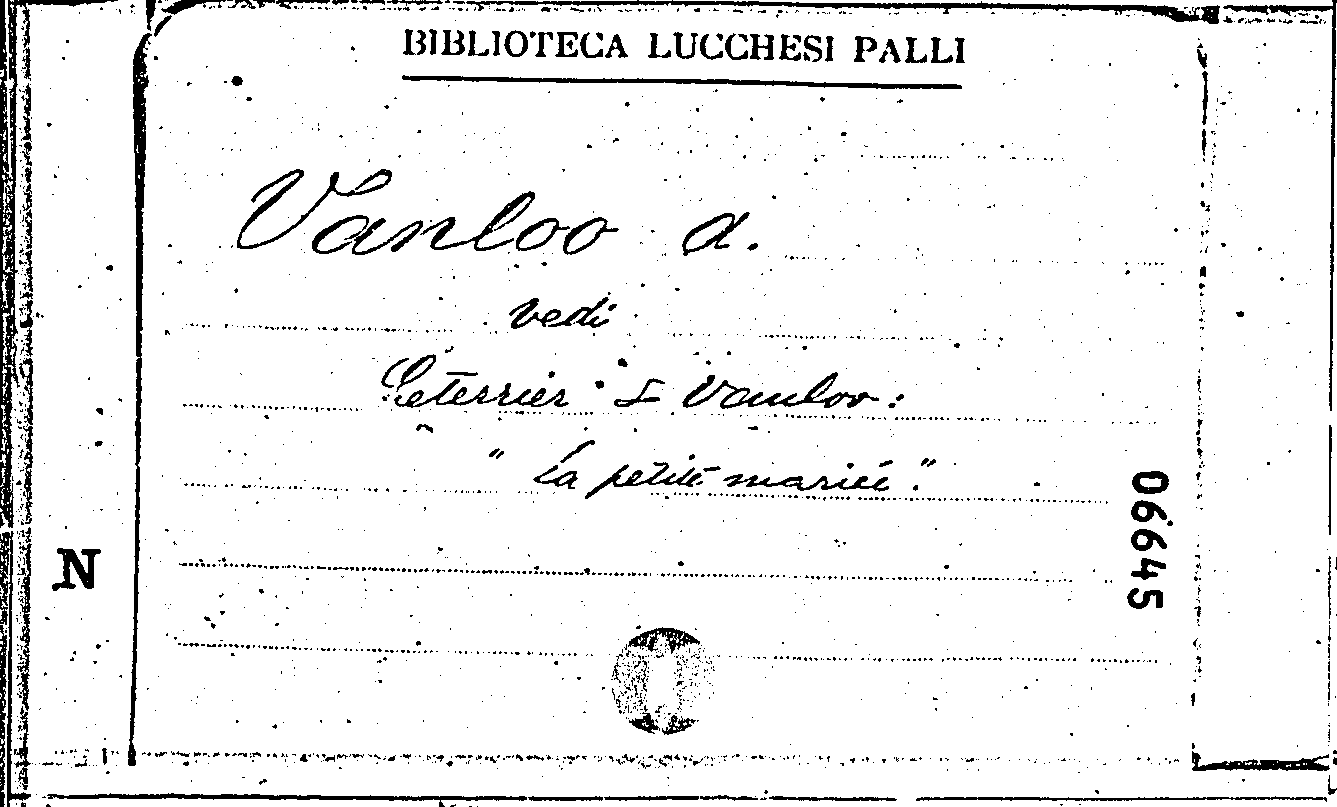 BIBLIOTECA LUCCHESI PALLI
Vanloo A.
vedi
Leterrier & Vanloo:
" La petite mariée".
N
06645